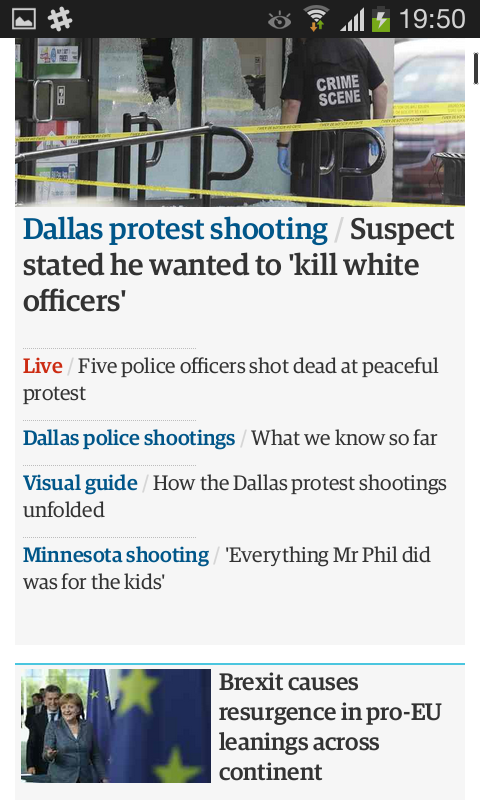 19:50
CRIME
SCENE
Dallas protest shooting / Suspect
stated he wanted to 'kill white
officers'
Live / Five police officers shot dead at peaceful
protest
Dallas police shootings / What we know so far
Visual guide / How the Dallas protest shootings
unfolded
Minnesota shooting / 'Everything Mr Phil did
was for the kids'
Brexit causes
resurgence in pro-EU
leanings across
continent